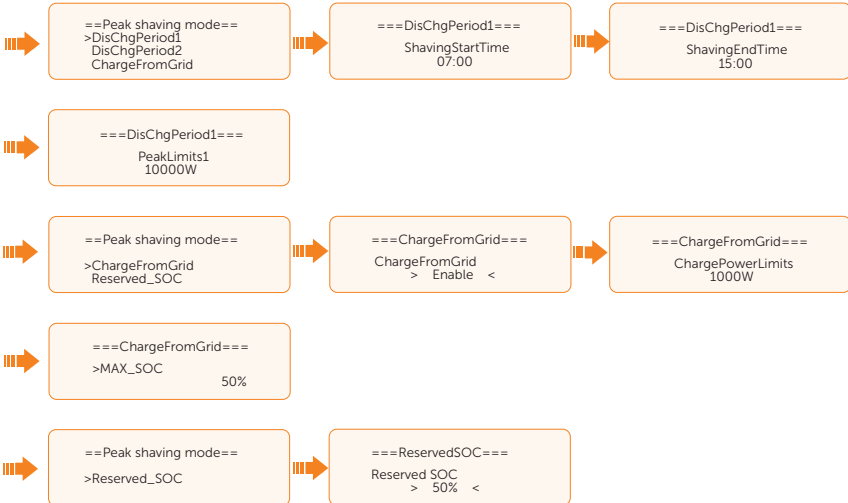 ==Peak shaving mode==
>DisChgPeriod1
DisChgPeriod2
ChargeFromGrid
===DisChgPeriod1===
ShavingStartTime
07:00
===DisChgPeriod1===
ShavingEndTime
15:00
===DisChgPeriod1===
PeakLimits1
10000W
==Peak shaving mode==
>ChargeFromGrid
Reserved_SOC
===ChargeFromGrid===
ChargeFromGrid
> Enable <
===ChargeFromGrid===
ChargePowerLimits
1000W
===ChargeFromGrid===
>MAX_SOC
50%
==Peak shaving mode==
>Reserved_SOC
===ReservedSOC===
Reserved SOC
> 50% <